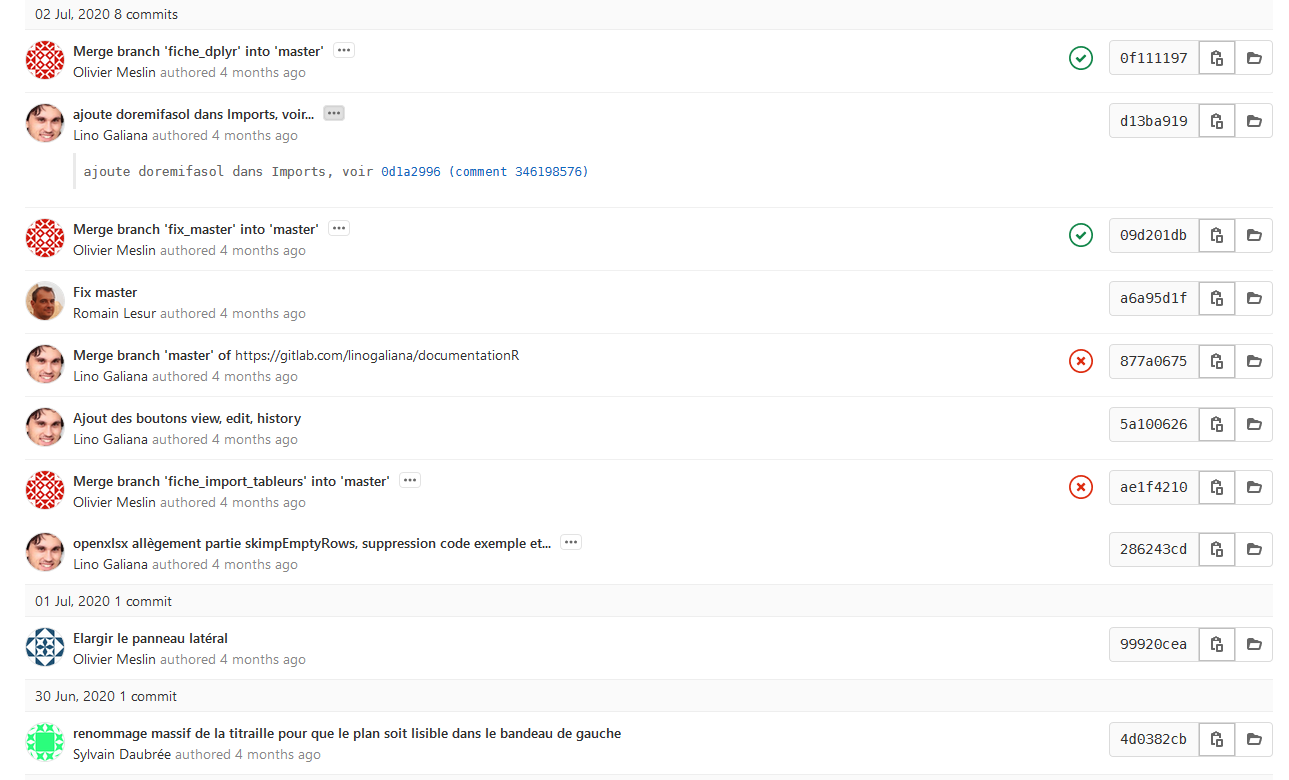 02 Jul, 2020 8 commits
Merge branch 'fiche_dplyr' into 'master' ...
Olivier Meslin authored 4 months ago
0f111197
ajoute doremifasol dans Imports, voir... ...
Lino Galiana authored 4 months ago
d13ba919
ajoute doremifasol dans Imports, voir 0d1a2996 (comment 346198576)
Merge branch 'fix_master' into 'master' ...
Olivier Meslin authored 4 months ago
09d201db
Fix master
Romain Lesur authored 4 months ago
a6a95d1f
Merge branch 'master' of https://gitlab.com/linogaliana/documentationR
Lino Galiana authored 4 months ago
877a0675
Ajout des boutons view, edit, history
Lino Galiana authored 4 months ago
5a100626
Merge branch 'fiche_import_tableurs' into 'master' ...
Olivier Meslin authored 4 months ago
ae1f4210
openxlsx allègement partie skimpEmptyRows, suppression code exemple et... ...
Lino Galiana authored 4 months ago
286243cd
01 Jul, 2020 1 commit
Elargir le panneau latéral
Olivier Meslin authored 4 months ago
99920cea
30 Jun, 2020 1 commit
renommage massif de la titraille pour que le plan soit lisible dans le bandeau de gauche
Sylvain Daubrée authored 4 months ago
4d0382cb